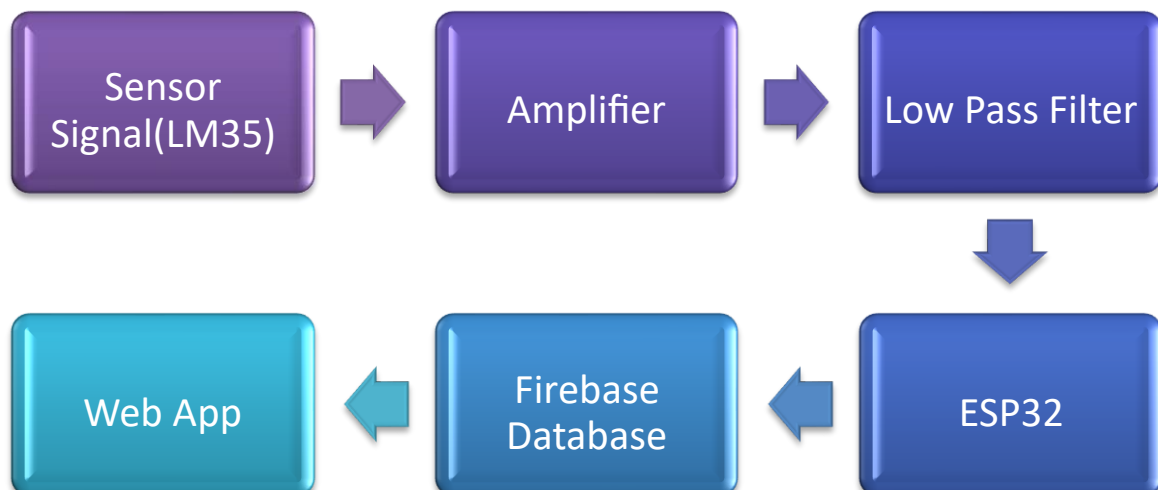 Sensor
Signal(LM35)
Amplifier
Low Pass Filter
ESP32
Firebase
Database
Web App